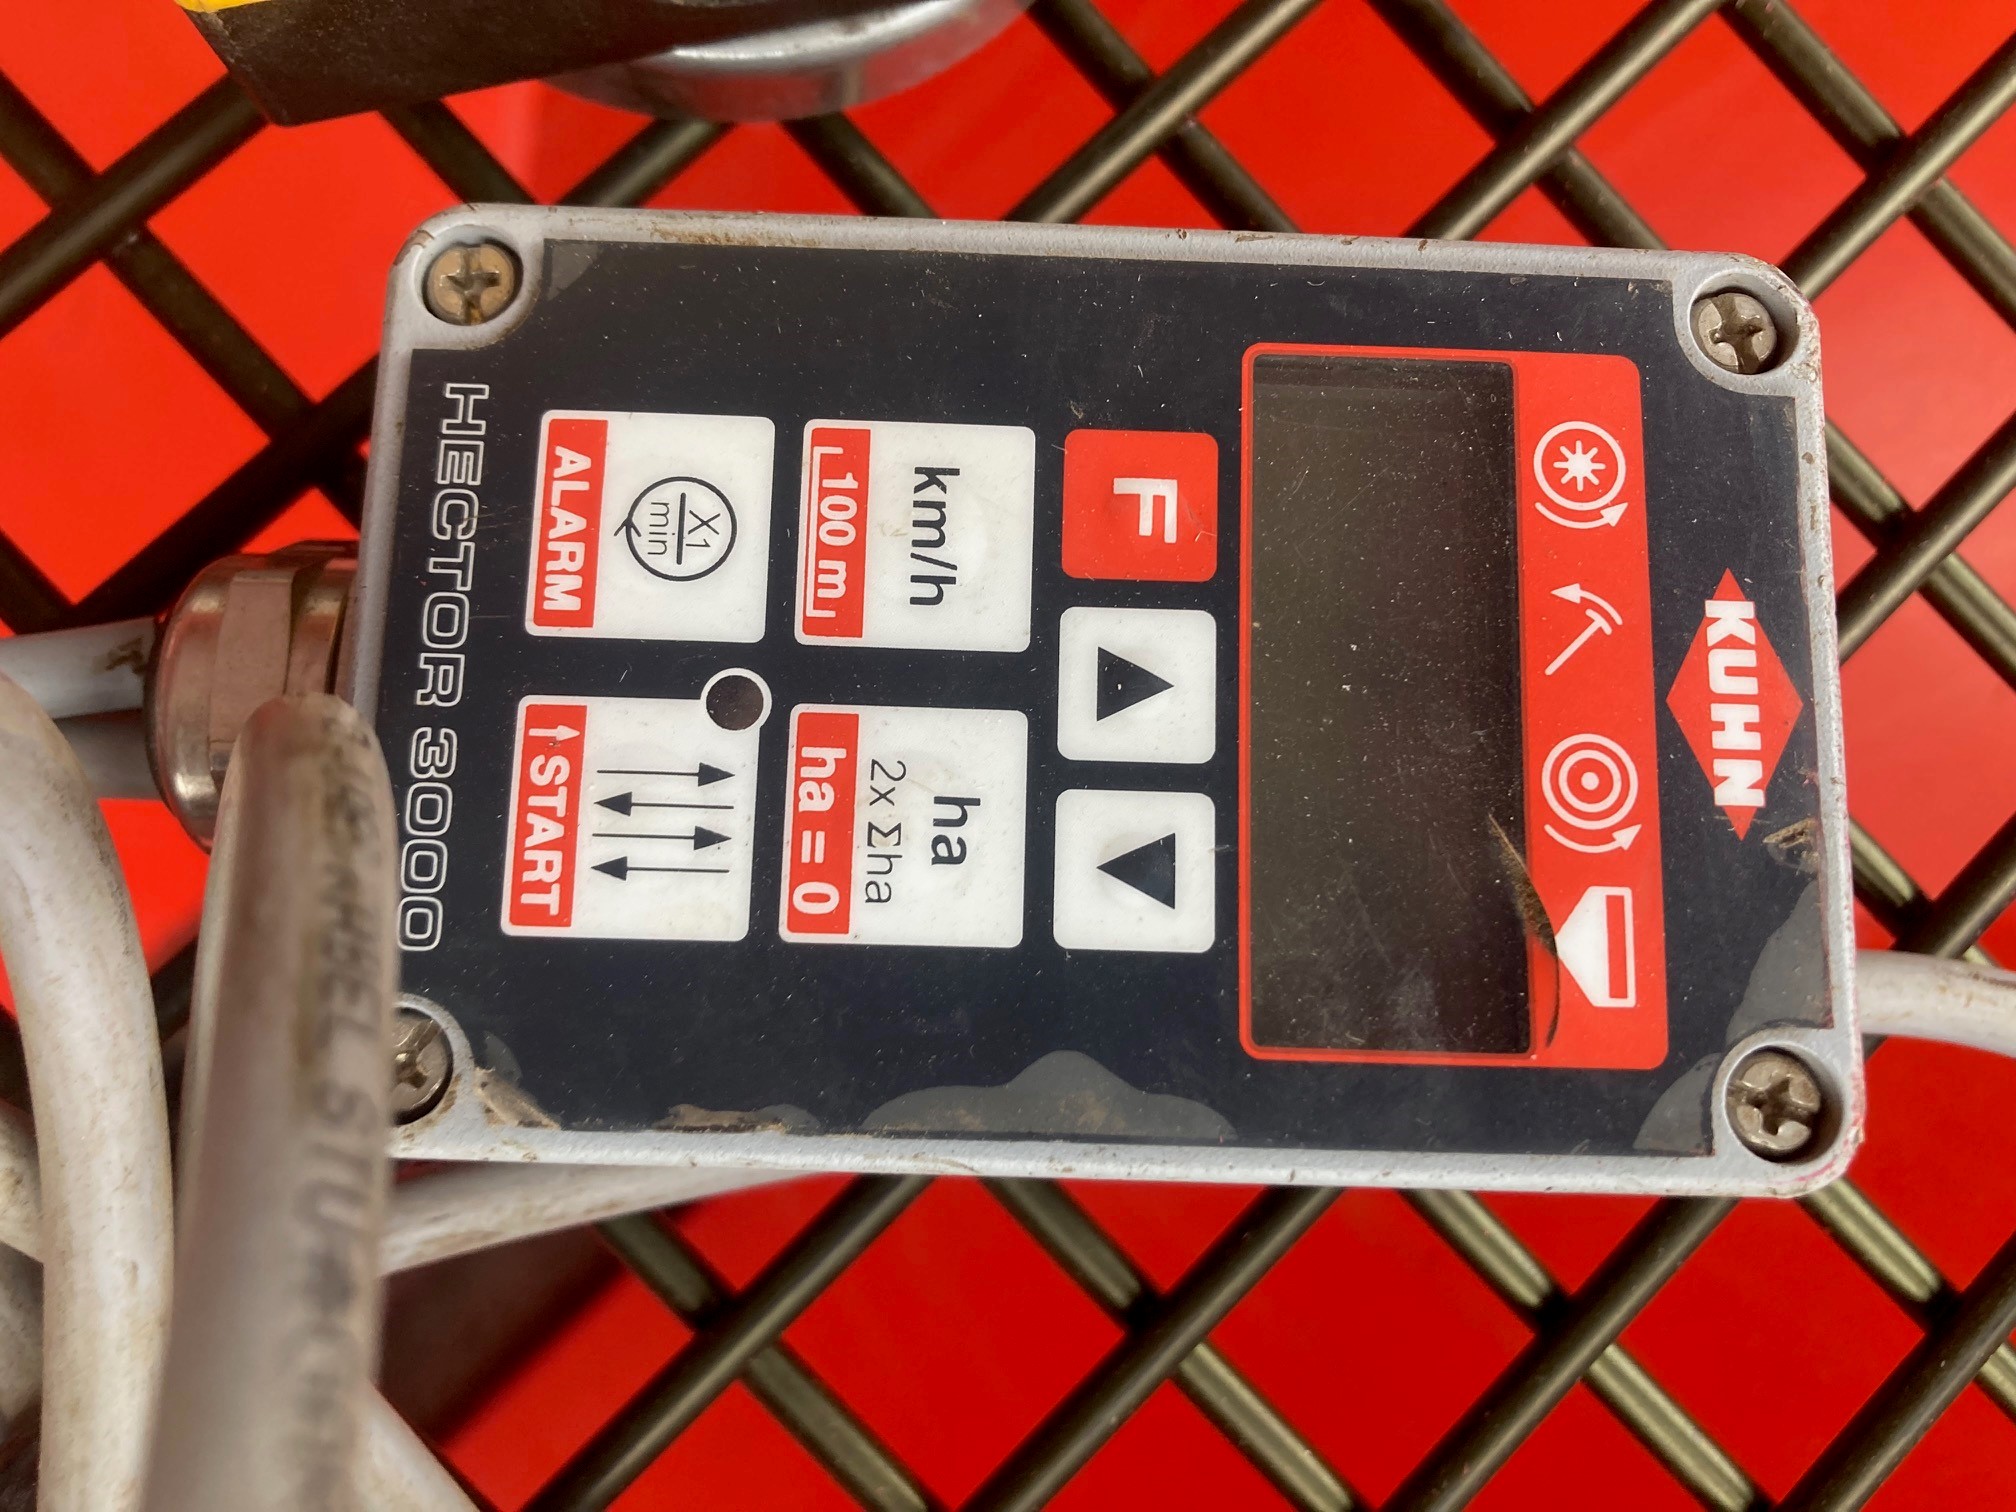 KUHN
F
km/h
100 m
ha
2x Σha
ha = 0
X1
min
ALARM
↑START
HECTOR 3000